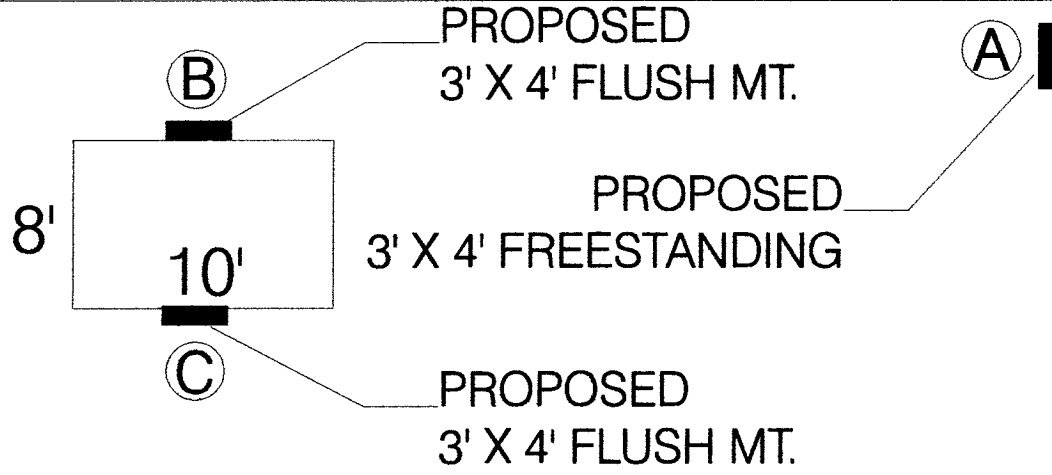 PROPOSED
3' X 4' FLUSH MT.
A
B
PROPOSED
3' X 4' FREESTANDING
8'
10'
C
PROPOSED
3' X 4' FLUSH MT.